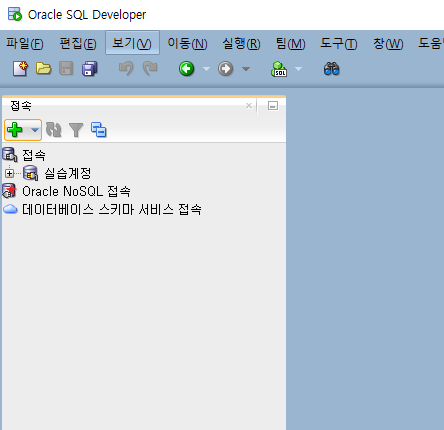 Oracle SQL Developer
파일(F) 편집(E) 보기(V) 이동(N) 실행(R) 팀(M) 도구(T) 창(W) 도움
SQL
접속
접속
실습계정
Oracle NoSQL 접속
데이터베이스 스키마 서비스 접속